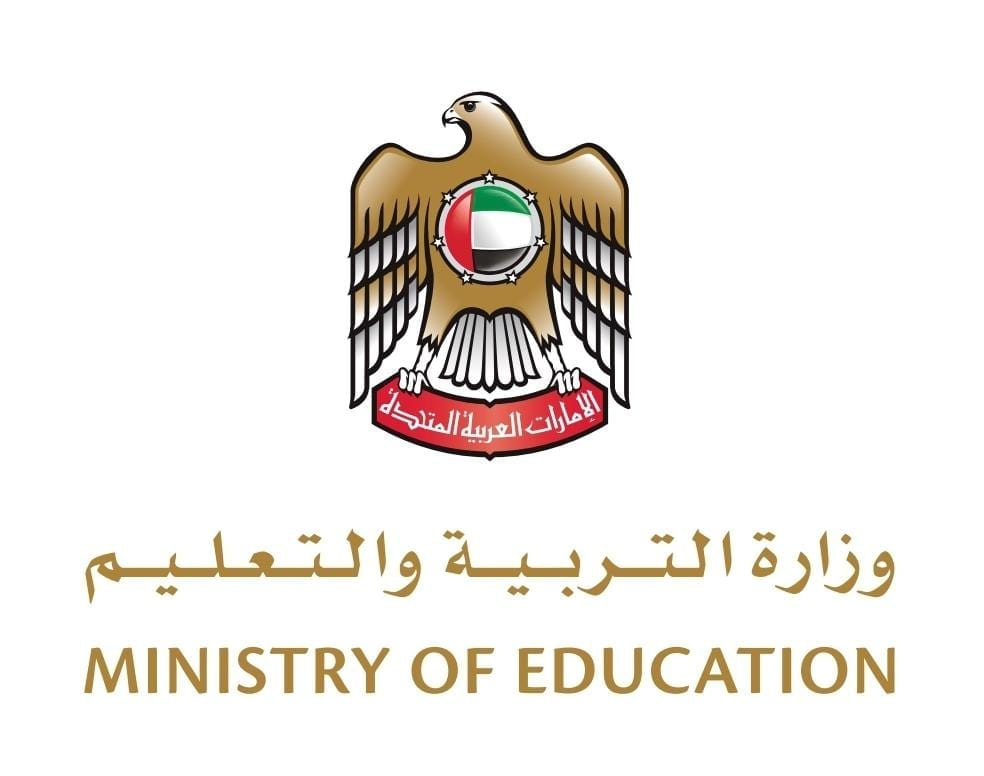 الإمارات العربية المتحدة
وزارة التربية والتعليم
MINISTRY OF EDUCATION